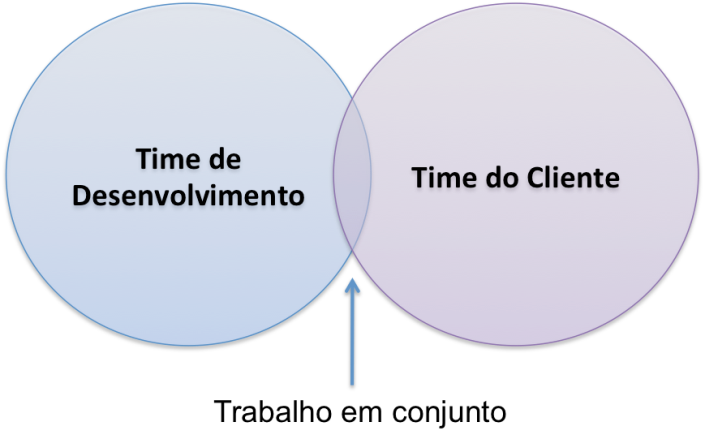 Time de
Desenvolvimento
Time do Cliente
Trabalho em conjunto